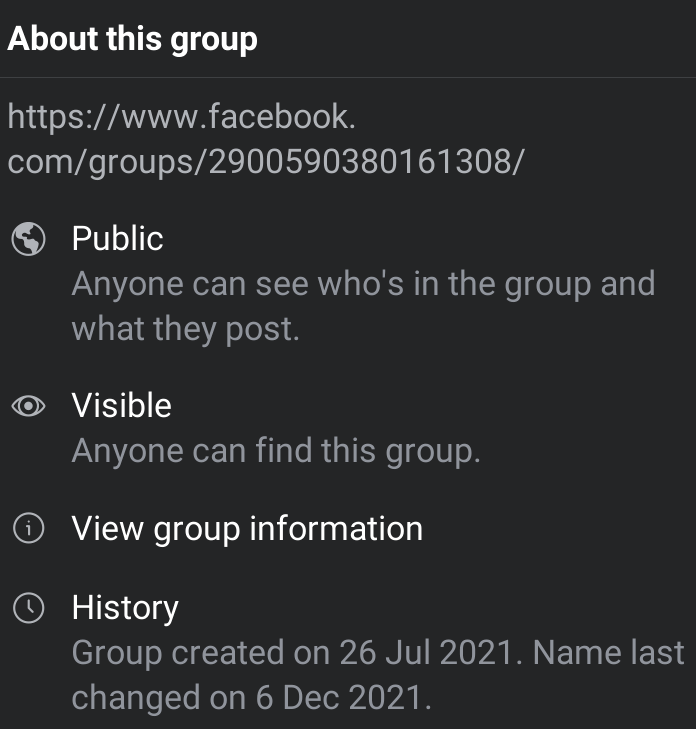 About this group
https://www.facebook.
com/groups/2900590380161308/
Public
Anyone can see who's in the group and
what they post.
Visible
Anyone can find this group.
View group information
History
Group created on 26 Jul 2021. Name last
changed on 6 Dec 2021.